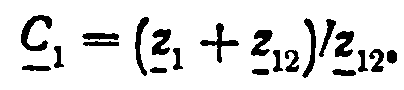 C̲₁ = (z̲₁ + z̲₁₂)/z̲₁₂.